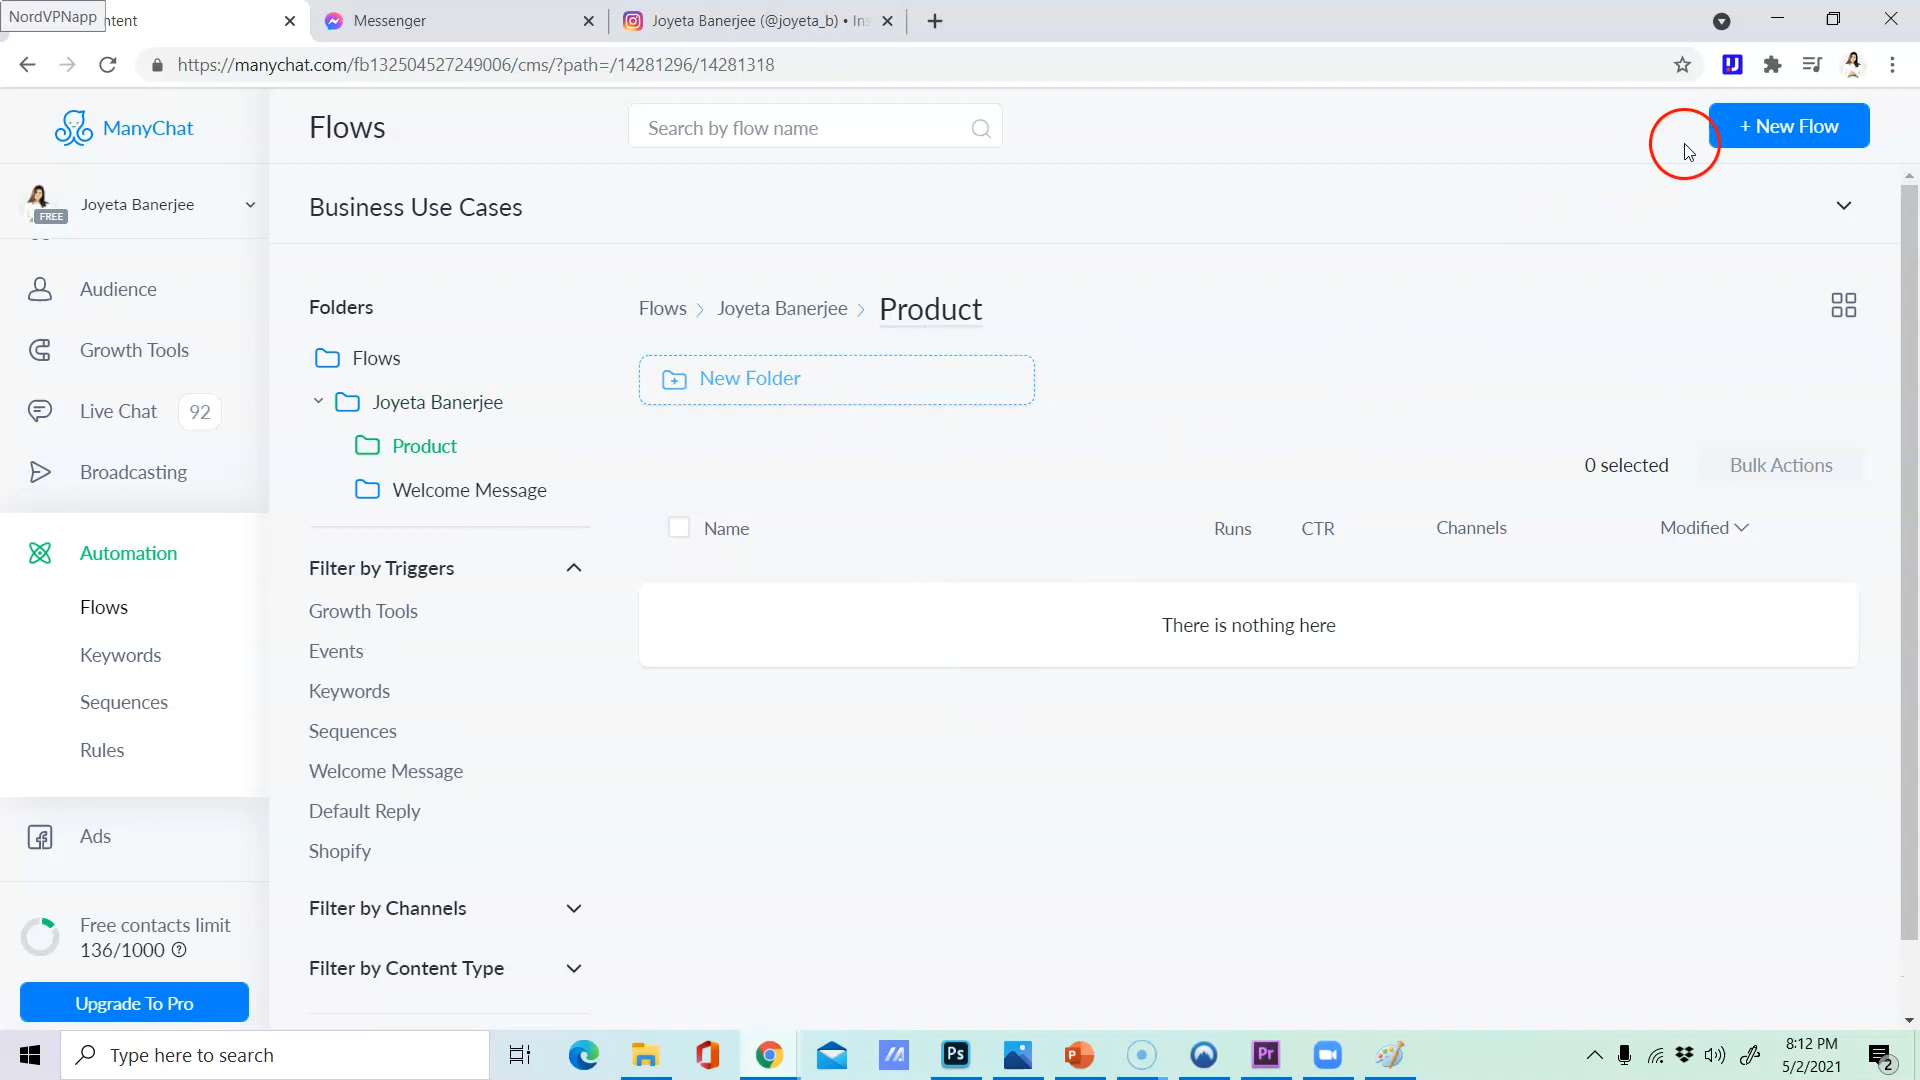 NordVPNapp
ntent
Messenger
Joyeta Banerjee (@joyeta_b) • Ins
https://manychat.com/fb132504527249006/cms/?path=/14281296/14281318
ManyChat
Flows
Search by flow name
+ New Flow
FREE
Joyeta Banerjee
Business Use Cases
Audience
Growth Tools
Live Chat
92
Broadcasting
Automation
Flows
Keywords
Sequences
Rules
Ads
Free contacts limit
136/1000
Upgrade To Pro
Folders
Flows
Joyeta Banerjee
Product
Welcome Message
Filter by Triggers
Growth Tools
Events
Keywords
Sequences
Welcome Message
Default Reply
Shopify
Filter by Channels
Filter by Content Type
Flows > Joyeta Banerjee > Product
New Folder
0 selected
Bulk Actions
Name
Runs
CTR
Channels
Modified
There is nothing here
Type here to search
Ps
Pr
8:12 PM
5/2/2021
2